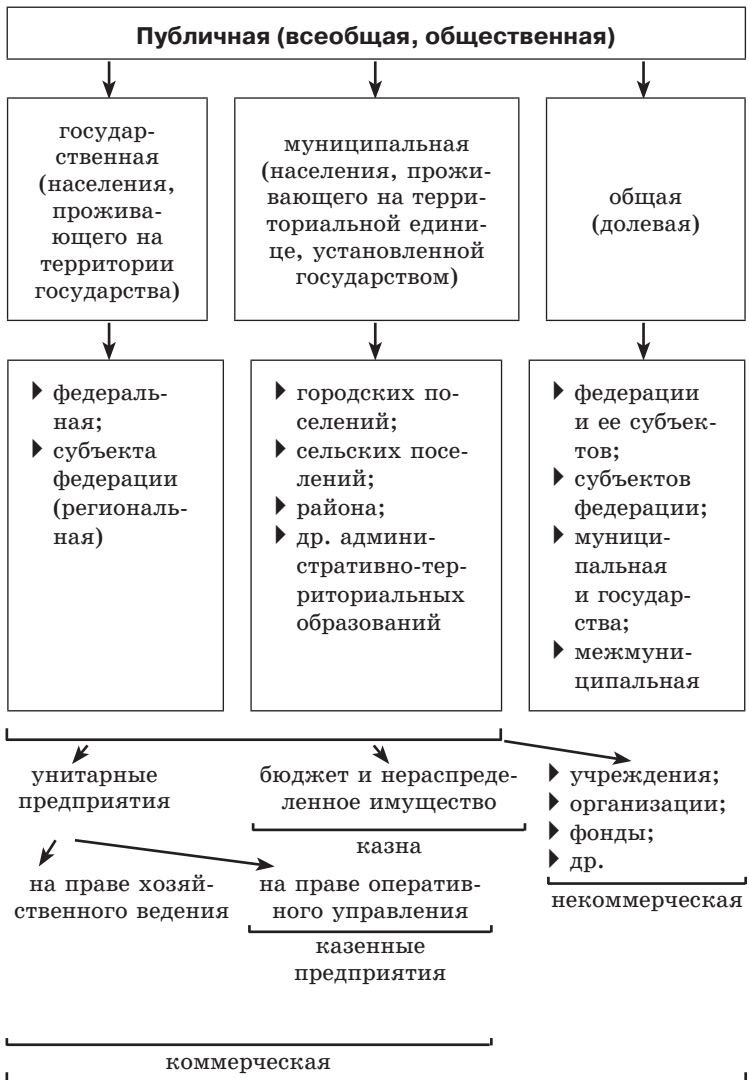 Публичная (всеобщая, общественная)
государ-
ственная
(населения,
прожива-
ющего на
территории
государства)
муниципальная
(населения, прожи-
вающего на терри-
ториальной едини-
це, установленной
государством)
общая
(долевая)
федераль-
ная;
субъекта
федерации
(региональ-
ная)
городских по-
селений;
сельских посе-
лений;
района;
др. админи-
стративно-тер-
риториальных
образований
федерации
и ее субъек-
тов;
субъектов
федерации;
муници-
пальная
и государ-
ства;
межмуни-
ципальная
унитарные
предприятия
бюджет и нераспреде-
ленное имущество
казна
учреждения;
организации;
фонды;
др.
некоммерческая
на праве хозяй-
ственного ведения
на праве оператив-
ного управления
казенные
предприятия
коммерческая